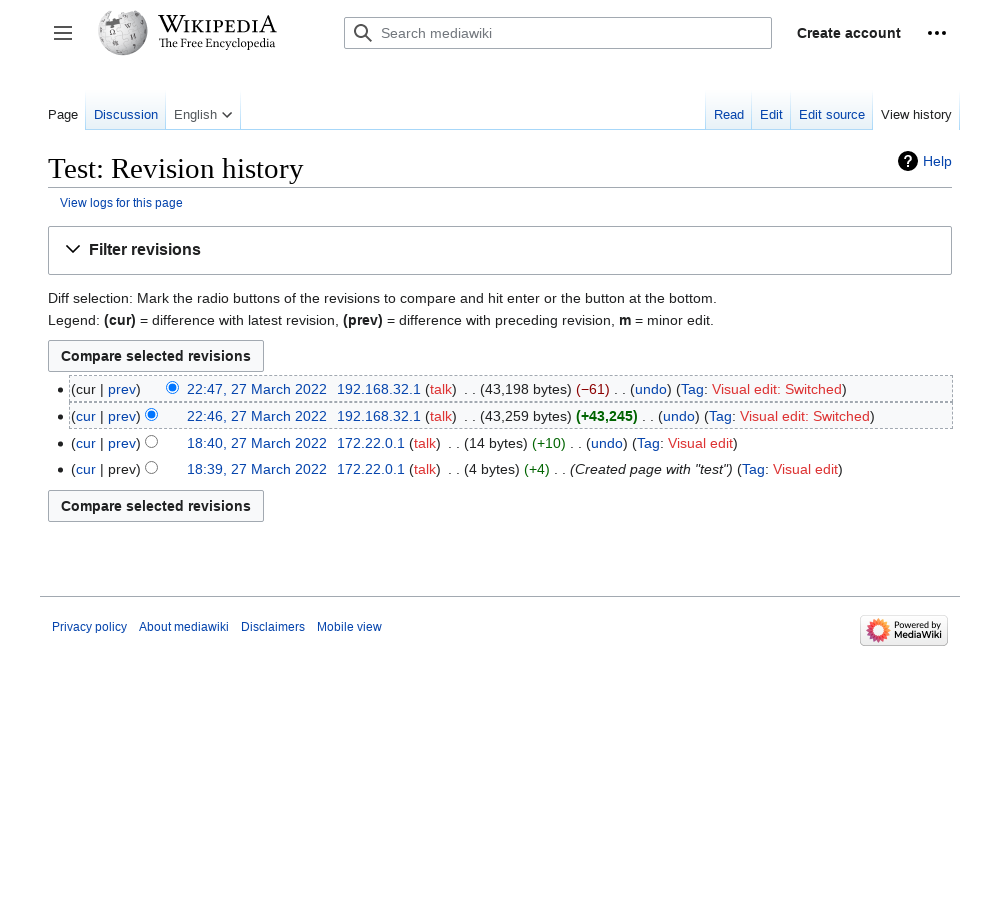 WIKIPEDIA
The Free Encyclopedia
Search mediawiki
Create account
Page Discussion English Read Edit Edit source View history
Test: Revision history
Help
View logs for this page
Filter revisions
Diff selection: Mark the radio buttons of the revisions to compare and hit enter or the button at the bottom.
Legend: (cur) = difference with latest revision, (prev) = difference with preceding revision, m = minor edit.
Compare selected revisions
(cur | prev) 22:47, 27 March 2022 192.168.32.1 (talk) . . (43,198 bytes) (−61) . . (undo) (Tag: Visual edit: Switched)
(cur | prev) 22:46, 27 March 2022 192.168.32.1 (talk) . . (43,259 bytes) (+43,245) . . (undo) (Tag: Visual edit: Switched)
(cur | prev) 18:40, 27 March 2022 172.22.0.1 (talk) . . (14 bytes) (+10) . . (undo) (Tag: Visual edit)
(cur | prev) 18:39, 27 March 2022 172.22.0.1 (talk) . . (4 bytes) (+4) . . (Created page with "test") (Tag: Visual edit)
Compare selected revisions
Privacy policy About mediawiki Disclaimers Mobile view
Powered by
MediaWiki